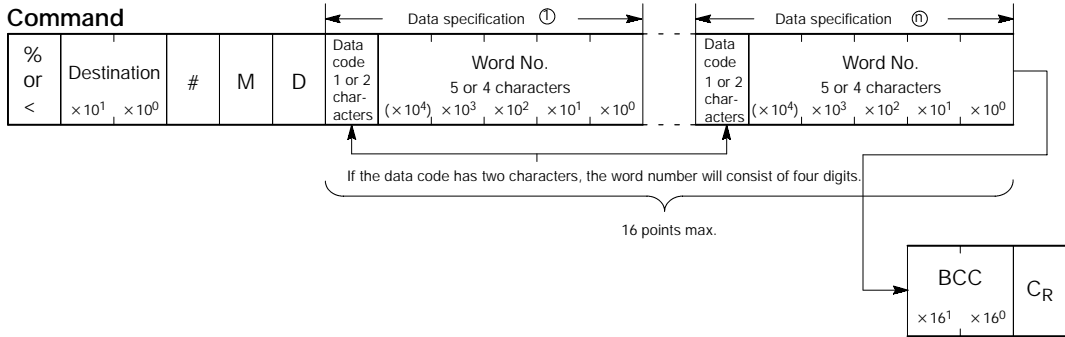 Command
Data specification ①
Data specification ⓝ
% or <
Destination
×10¹ ×10⁰
#
M
D
Data code 1 or 2 char- acters
Word No.
5 or 4 characters
(×10⁴) ×10³ ×10² ×10¹ ×10⁰
Data code 1 or 2 char- acters
Word No.
5 or 4 characters
(×10⁴) ×10³ ×10² ×10¹ ×10⁰
If the data code has two characters, the word number will consist of four digits.
16 points max.
BCC
×16¹ ×16⁰
CR